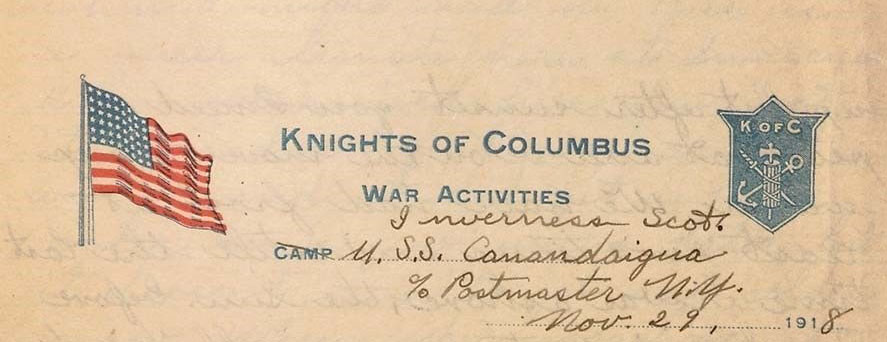 KNIGHTS OF COLUMBUS
K OF C
WAR ACTIVITIES
Inverness Scot.
CAMP U.S.S. Canandaigua
c/o Postmaster N.Y.
Nov. 29, 1918